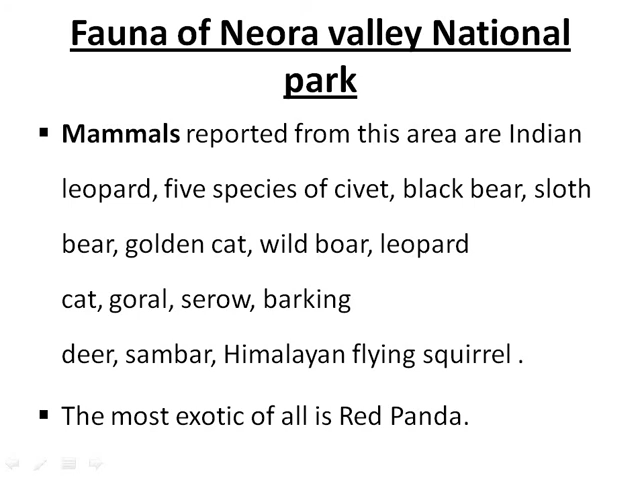 Fauna of Neora valley National
park
▪ Mammals reported from this area are Indian
leopard, five species of civet, black bear, sloth
bear, golden cat, wild boar, leopard
cat, goral, serow, barking
deer, sambar, Himalayan flying squirrel .
▪ The most exotic of all is Red Panda.